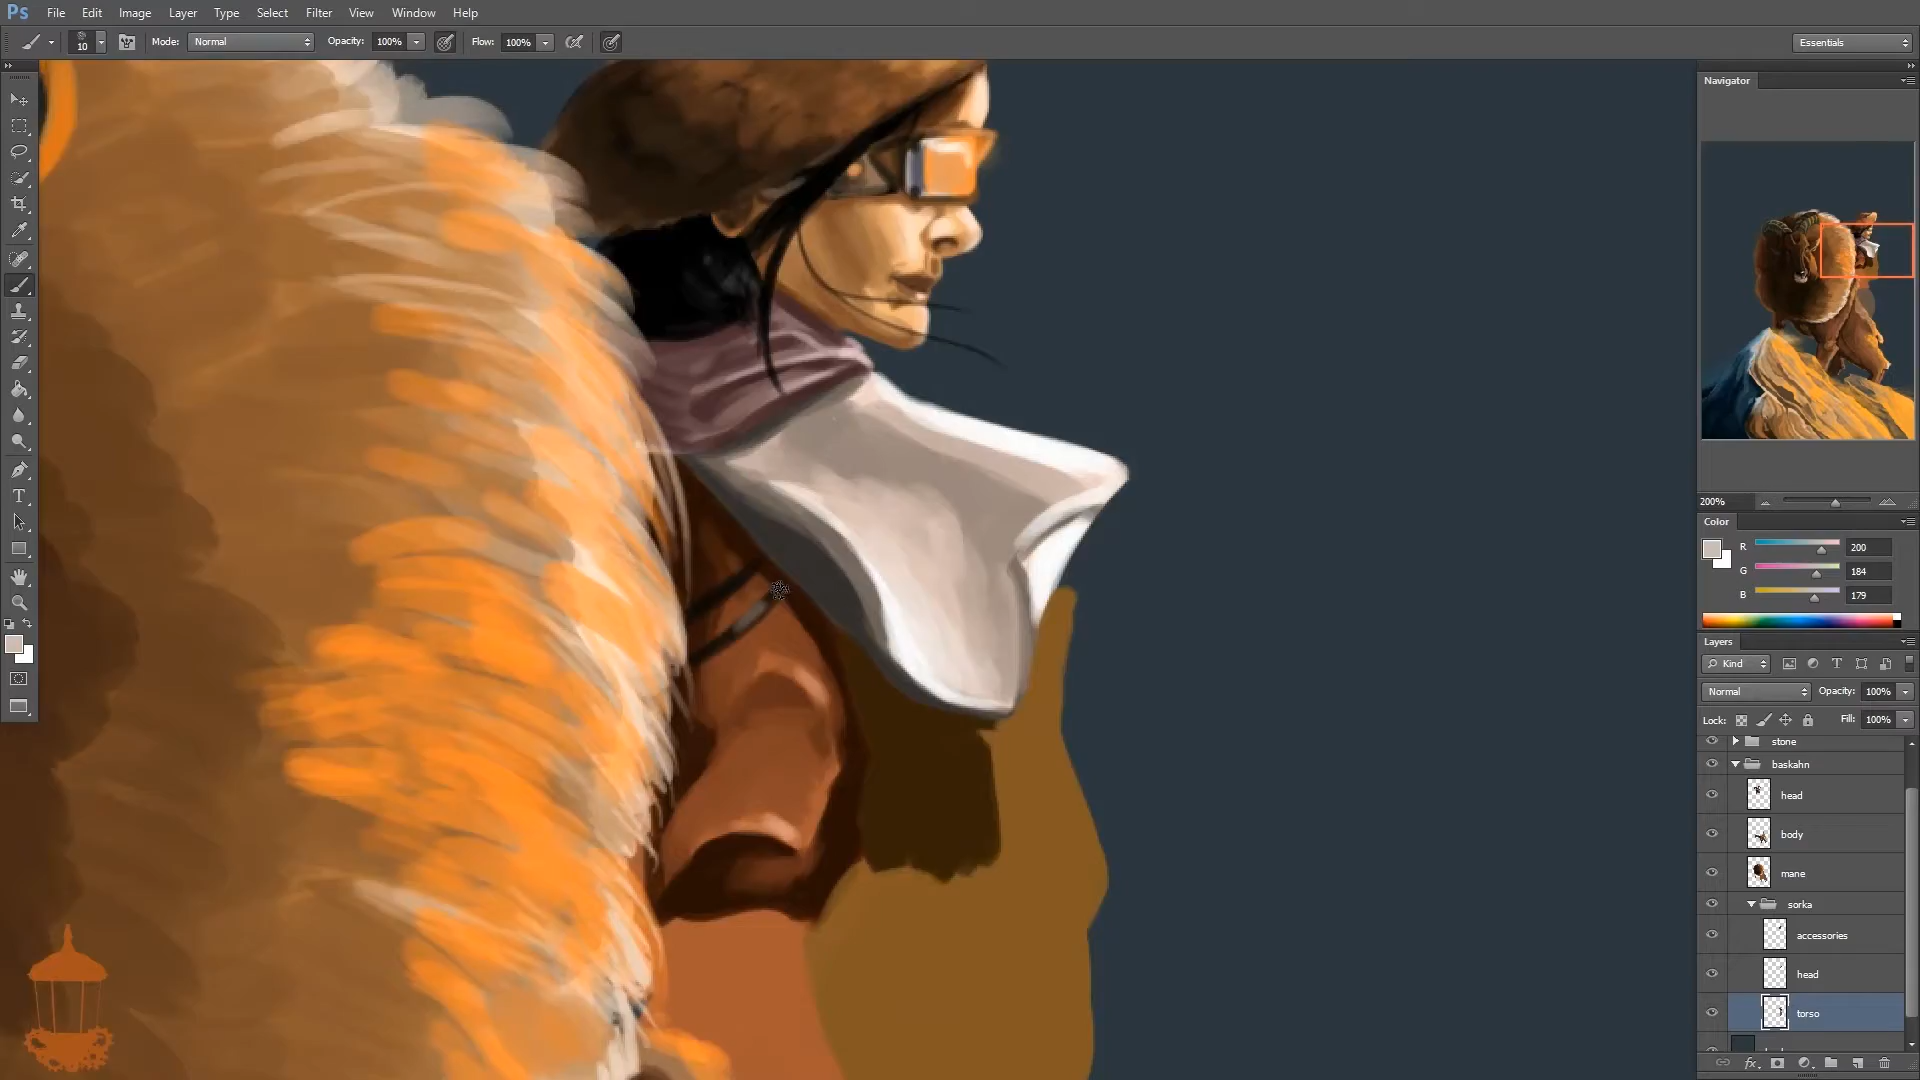 Ps File Edit Image Layer Type Select Filter View Window Help
10 Mode: Normal Opacity: 100% Flow: 100% Essentials
Navigator
200%
Color
R 200
G 184
B 179
Layers
Kind
Normal Opacity: 100%
Lock: Fill: 100%
stone
baskahn
head
body
mane
sorka
accessories
head
torso